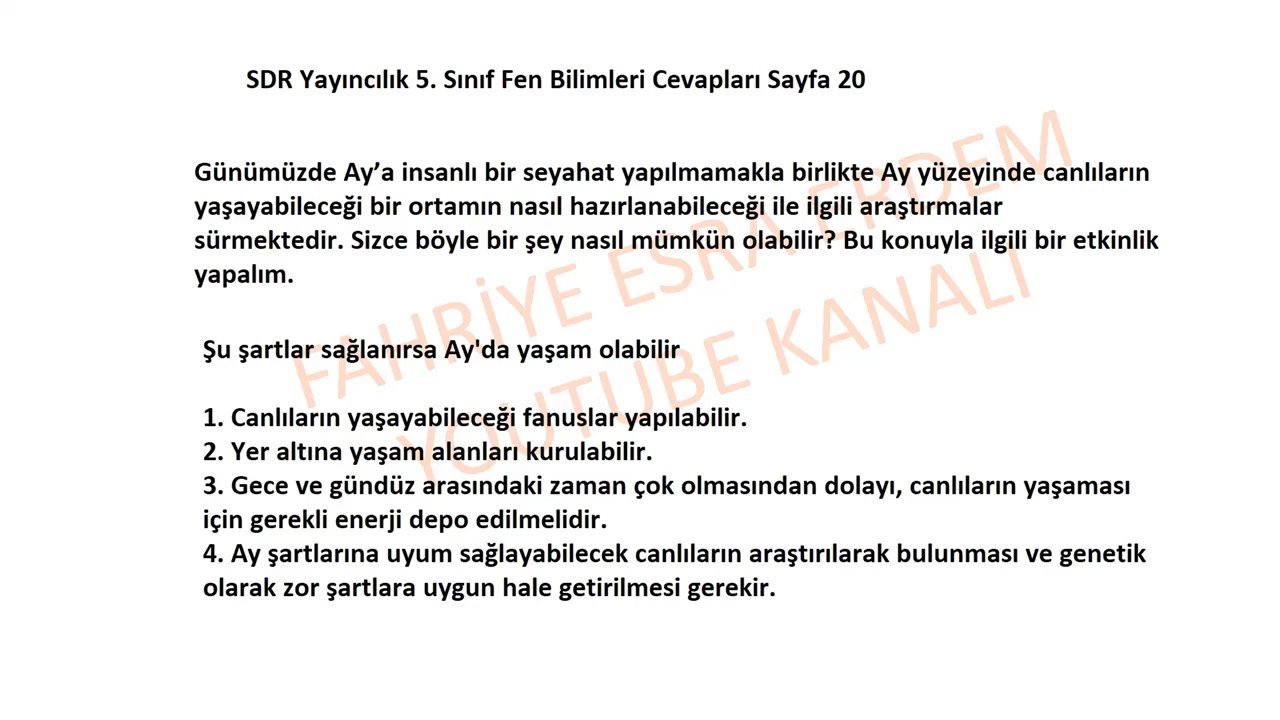 SDR Yayıncılık 5. Sınıf Fen Bilimleri Cevapları Sayfa 20
Günümüzde Ay’a insanlı bir seyahat yapılmamakla birlikte Ay yüzeyinde canlıların
yaşayabileceği bir ortamın nasıl hazırlanabileceği ile ilgili araştırmalar
sürmektedir. Sizce böyle bir şey nasıl mümkün olabilir? Bu konuyla ilgili bir etkinlik
yapalım.
Şu şartlar sağlanırsa Ay'da yaşam olabilir
1. Canlıların yaşayabileceği fanuslar yapılabilir.
2. Yer altına yaşam alanları kurulabilir.
3. Gece ve gündüz arasındaki zaman çok olmasından dolayı, canlıların yaşaması
için gerekli enerji depo edilmelidir.
4. Ay şartlarına uyum sağlayabilecek canlıların araştırılarak bulunması ve genetik
olarak zor şartlara uygun hale getirilmesi gerekir.
FAHRİYE ESRA ERDEM
YOUTUBE KANALI